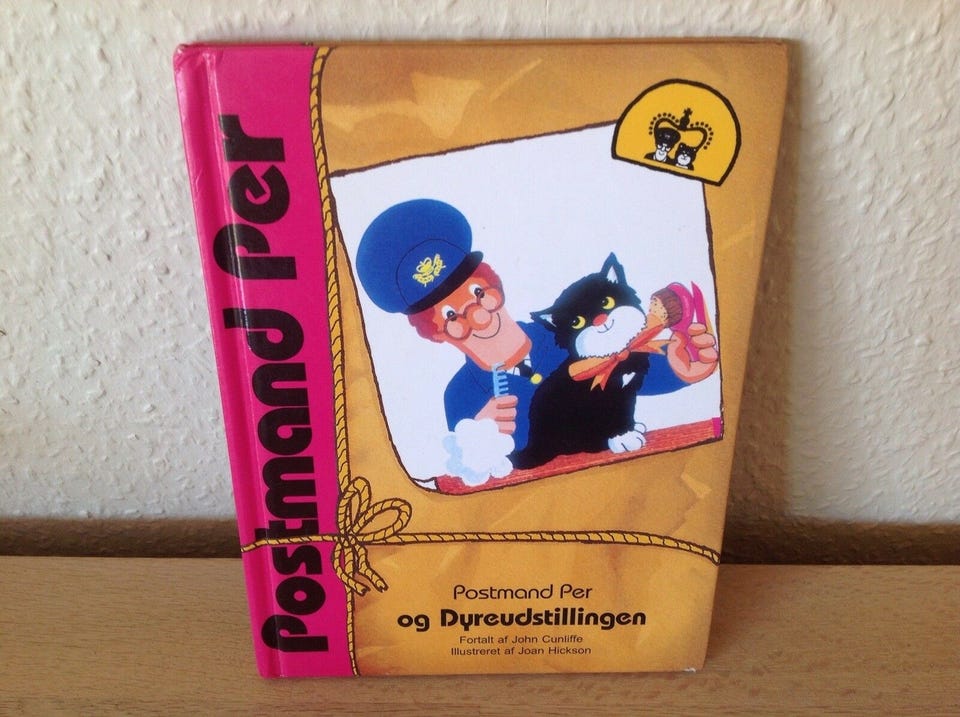 Postmand Per
Postmand Per
og Dyreudstillingen
Fortalt af John Cunliffe
Illustreret af Joan Hickson